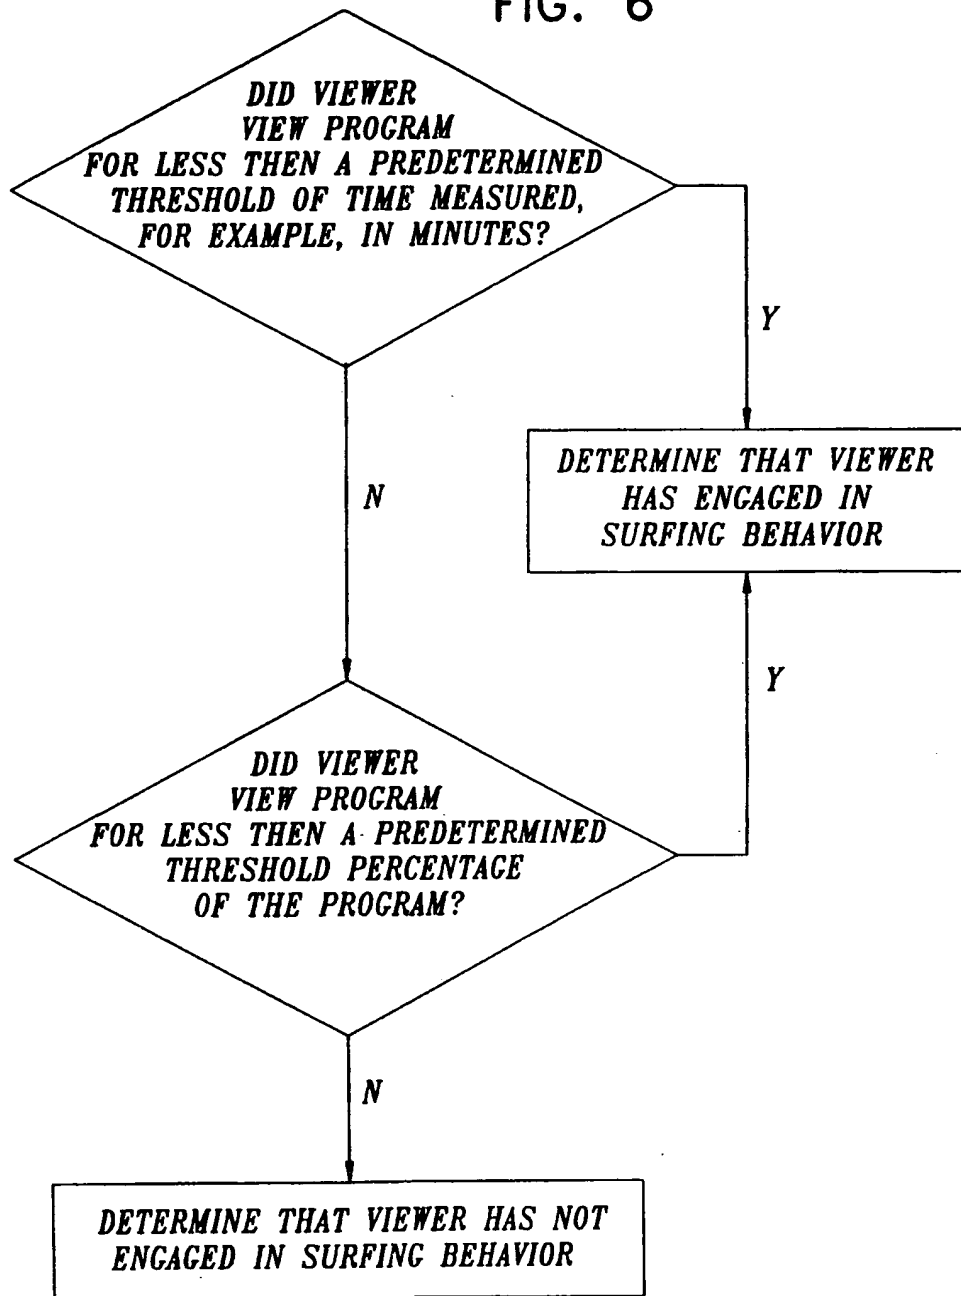 FIG. 6
DID VIEWER
VIEW PROGRAM
FOR LESS THEN A PREDETERMINED
THRESHOLD OF TIME MEASURED,
FOR EXAMPLE, IN MINUTES?
Y
DETERMINE THAT VIEWER
HAS ENGAGED IN
SURFING BEHAVIOR
N
Y
DID VIEWER
VIEW PROGRAM
FOR LESS THEN A PREDETERMINED
THRESHOLD PERCENTAGE
OF THE PROGRAM?
N
DETERMINE THAT VIEWER HAS NOT
ENGAGED IN SURFING BEHAVIOR